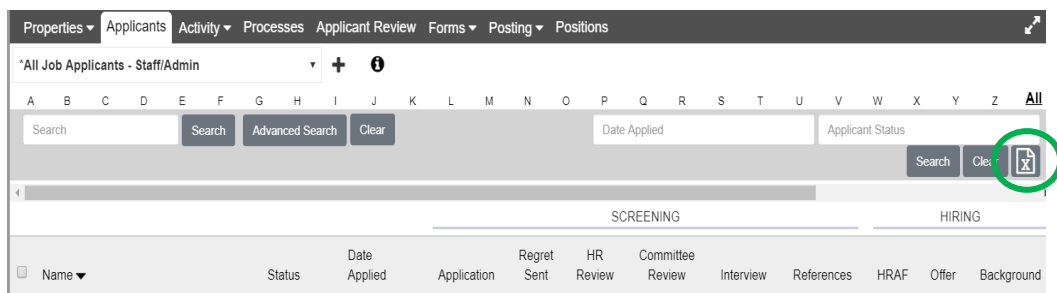 Properties ▾ Applicants Activity ▾ Processes Applicant Review Forms ▾ Posting ▾ Positions
*All Job Applicants - Staff/Admin
A B C D E F G H I J K L M N O P Q R S T U V W X Y Z All
Search Search Advanced Search Clear Date Applied Applicant Status
Search Clear X
SCREENING HIRING
Date Regret HR Committee
Name ▾ Status Applied Application Sent Review Review Interview References HRAF Offer Background